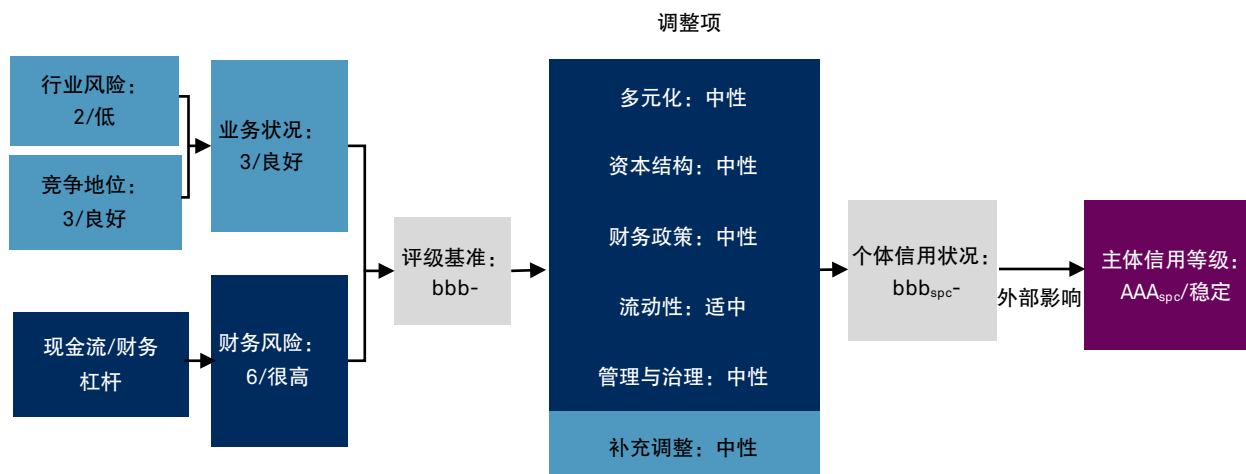 调整项
行业风险：
2/低
竞争地位：
3/良好
业务状况：
3/良好
现金流/财务
杠杆
财务风险：
6/很高
评级基准：
bbb-
多元化：中性
资本结构：中性
财务政策：中性
流动性：适中
管理与治理：中性
补充调整：中性
个体信用状况：
bbbspc-
外部影响
主体信用等级：
AAAspc/稳定